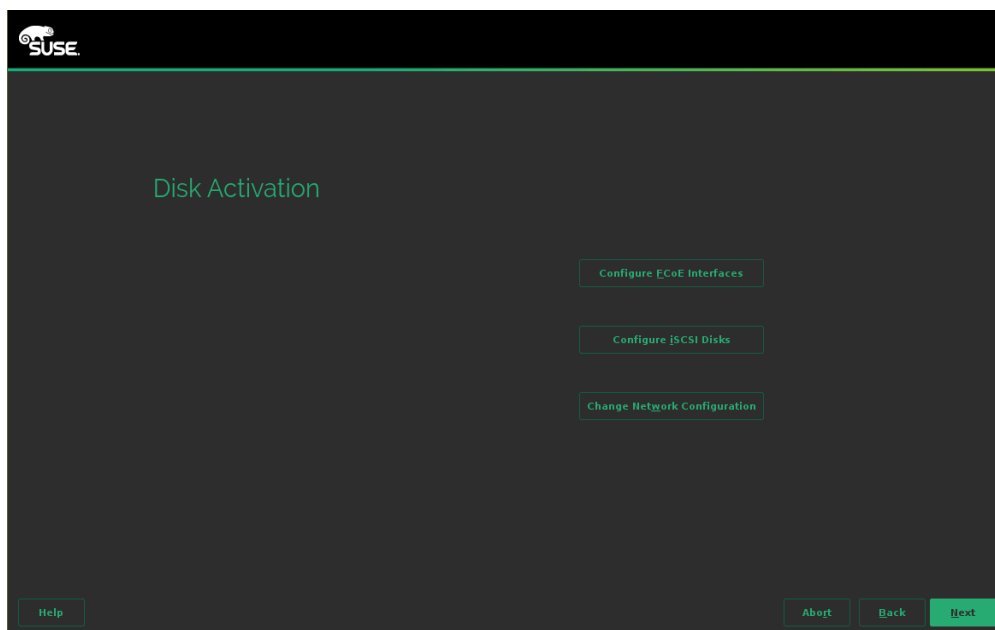 SUSE.
Disk Activation
Configure FCoE Interfaces
Configure iSCSI Disks
Change Network Configuration
Help
Abort
Back
Next